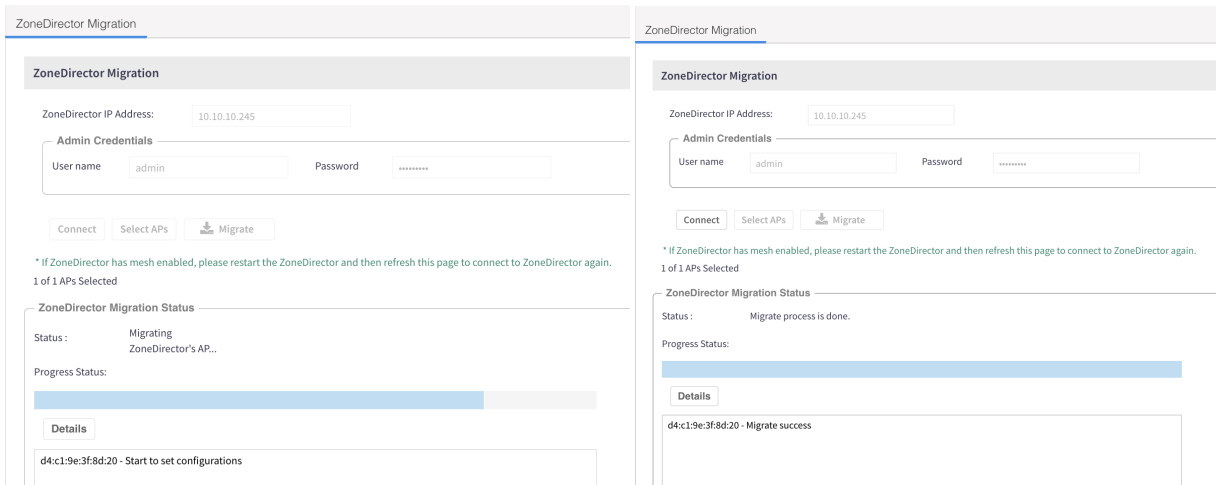 ZoneDirector Migration
ZoneDirector Migration
ZoneDirector IP Address: 10.10.10.245
Admin Credentials
User name admin Password •••••••••
Connect Select APs Migrate
* If ZoneDirector has mesh enabled, please restart the ZoneDirector and then refresh this page to connect to ZoneDirector again.
1 of 1 APs Selected
ZoneDirector Migration Status
Status : Migrating
ZoneDirector's AP...
Progress Status:
Details
d4:c1:9e:3f:8d:20 - Start to set configurations
ZoneDirector Migration
ZoneDirector Migration
ZoneDirector IP Address: 10.10.10.245
Admin Credentials
User name admin Password •••••••••
Connect Select APs Migrate
* If ZoneDirector has mesh enabled, please restart the ZoneDirector and then refresh this page to connect to ZoneDirector again.
1 of 1 APs Selected
ZoneDirector Migration Status
Status : Migrate process is done.
Progress Status:
Details
d4:c1:9e:3f:8d:20 - Migrate success